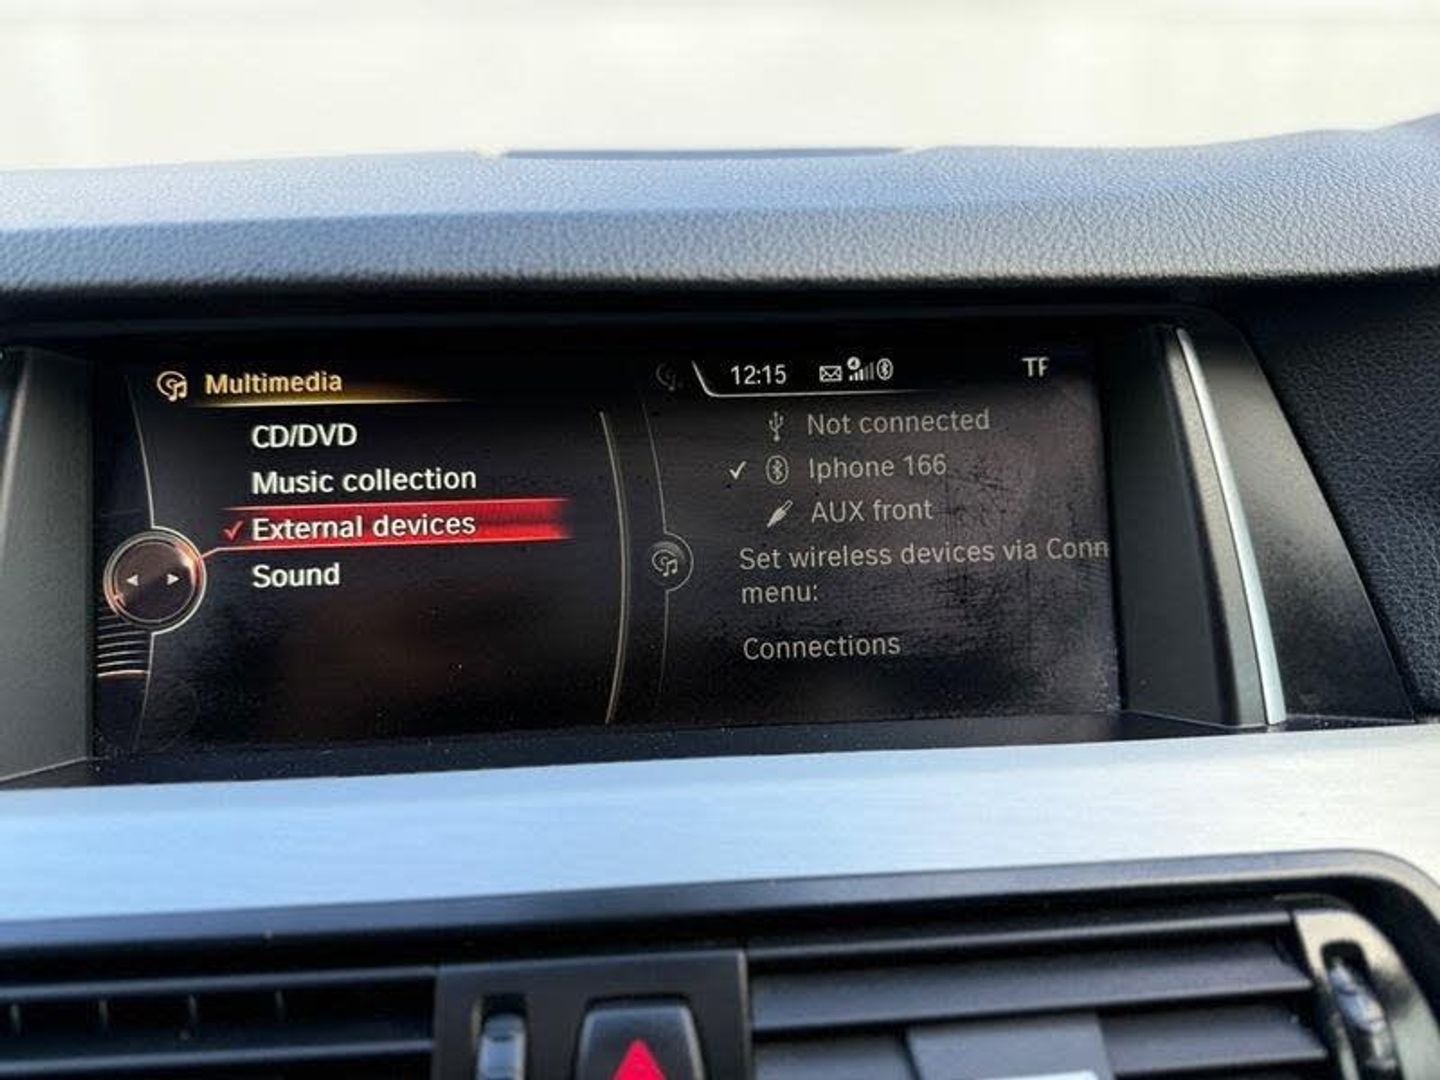 Multimedia
CD/DVD
Music collection
External devices
Sound
12:15
TF
Not connected
Iphone 166
AUX front
Set wireless devices via Conn
menu:
Connections